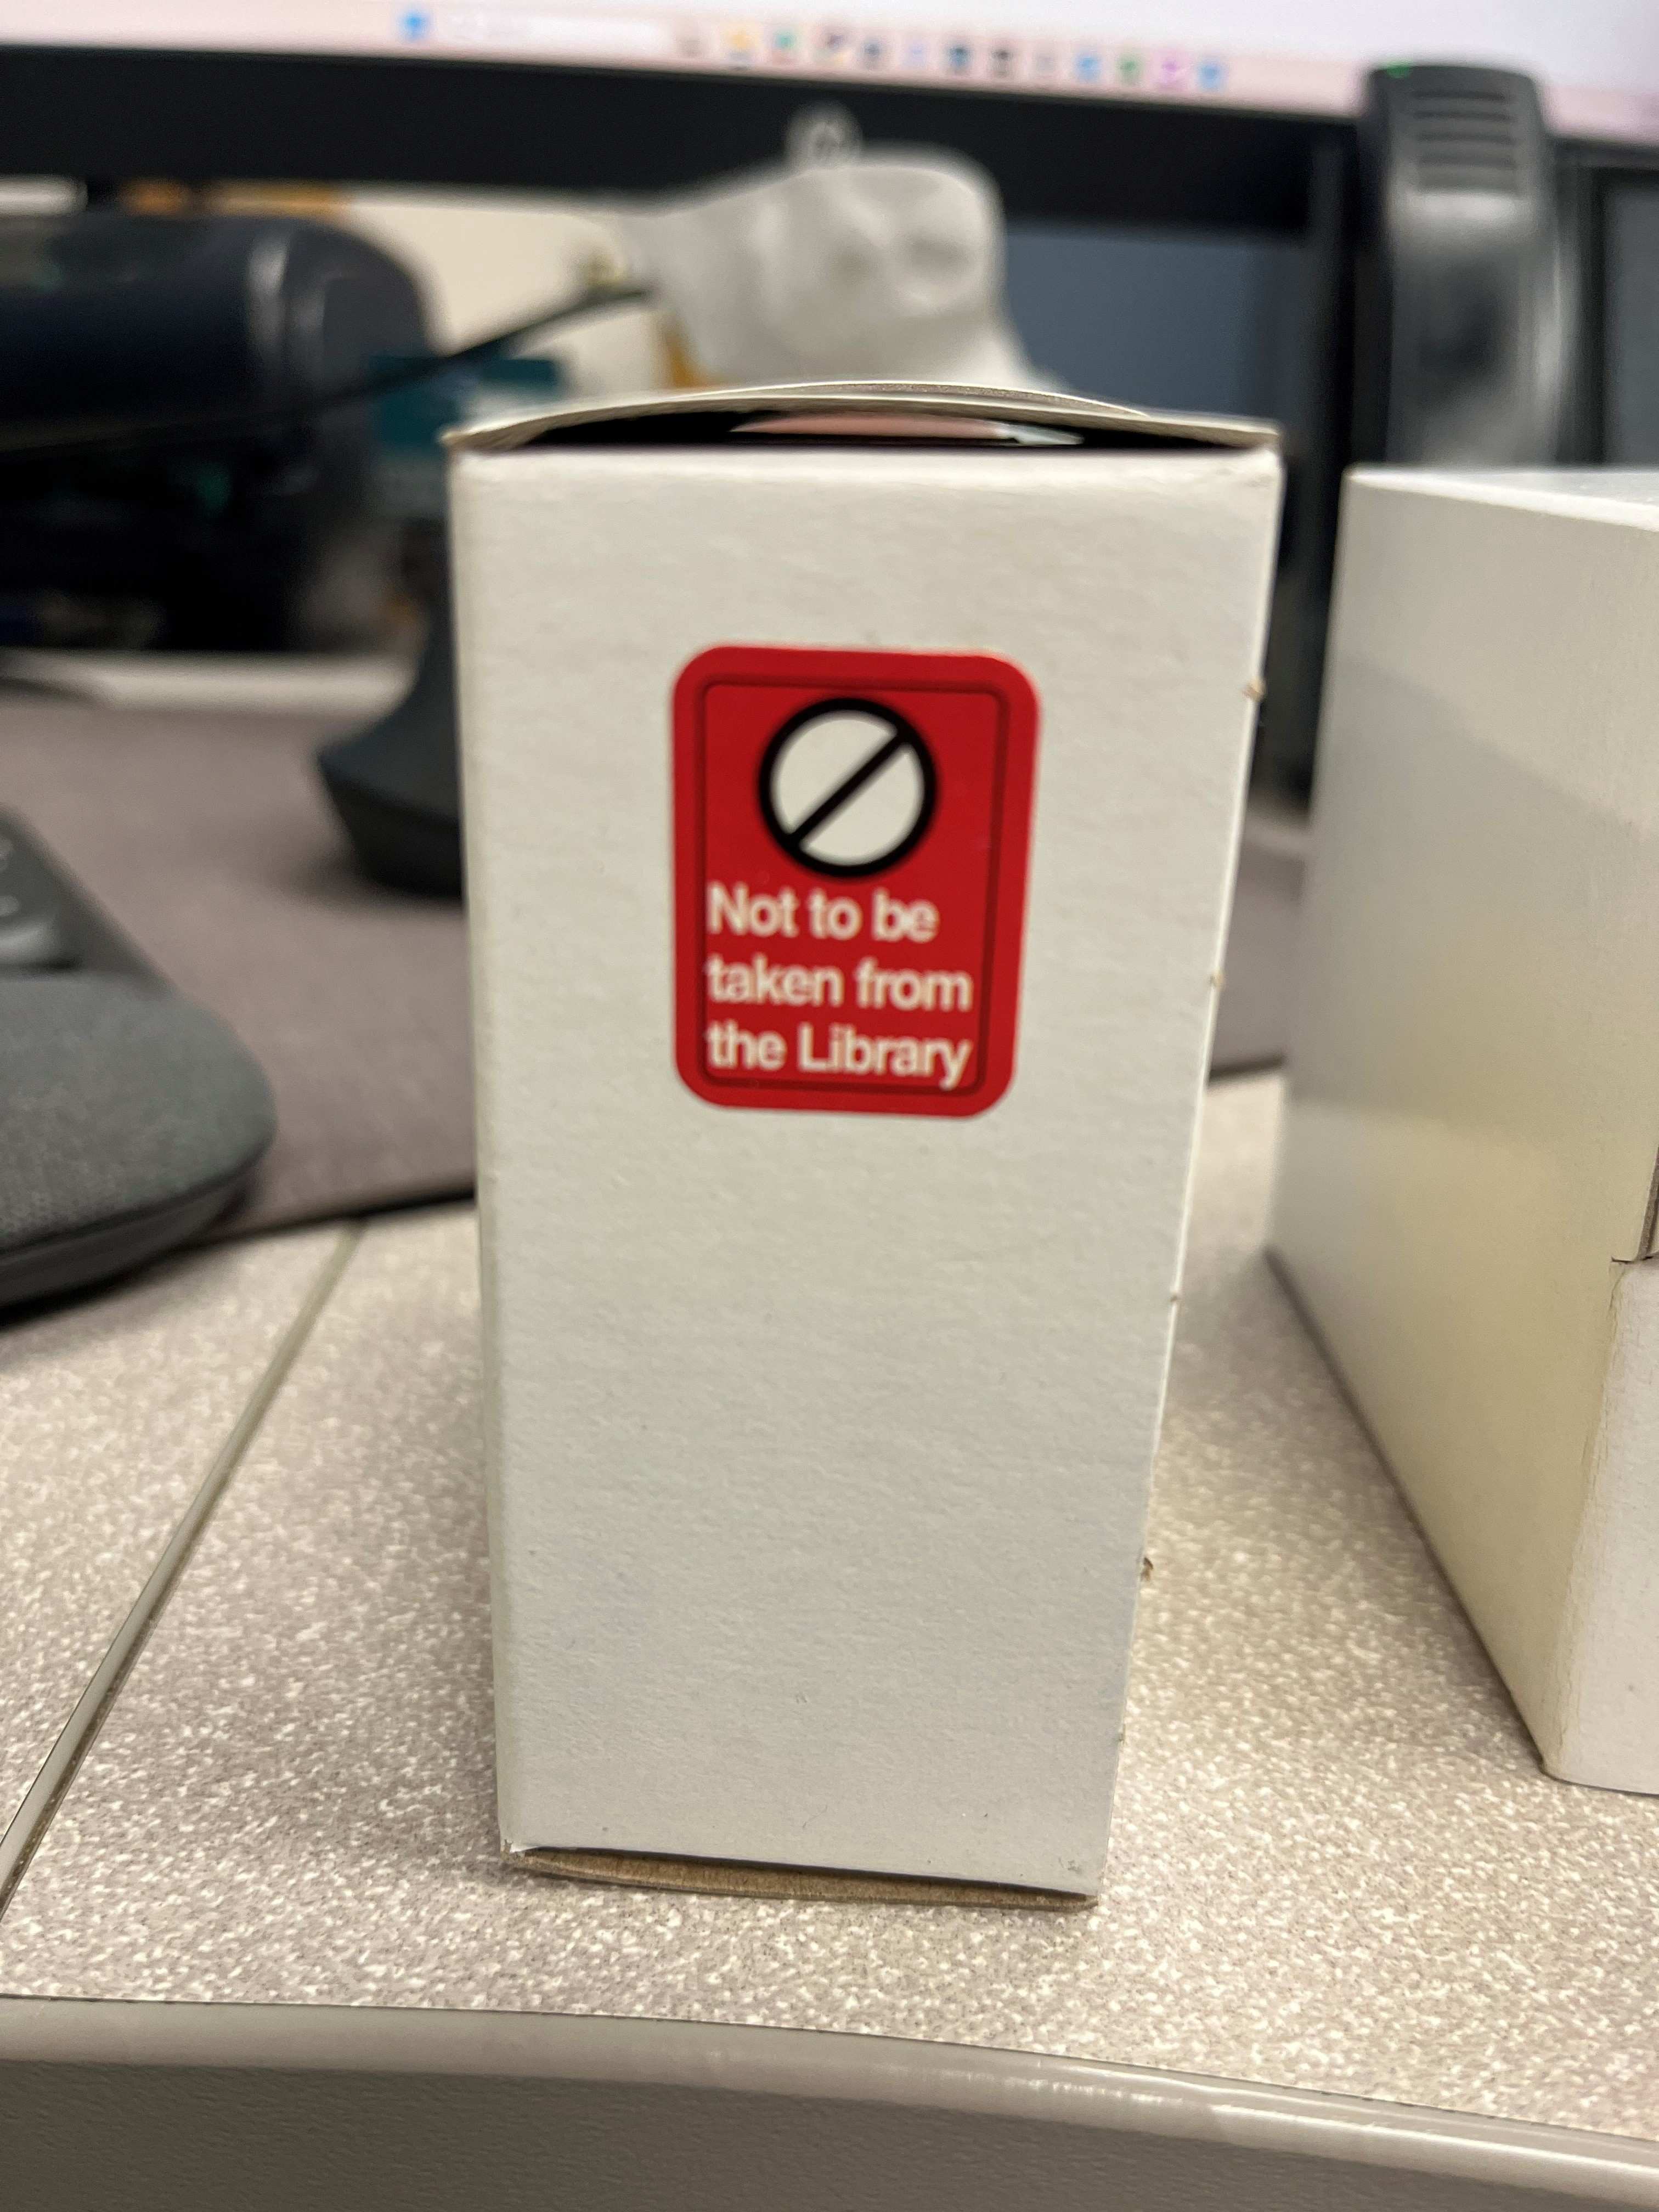 Not to be
taken from
the Library